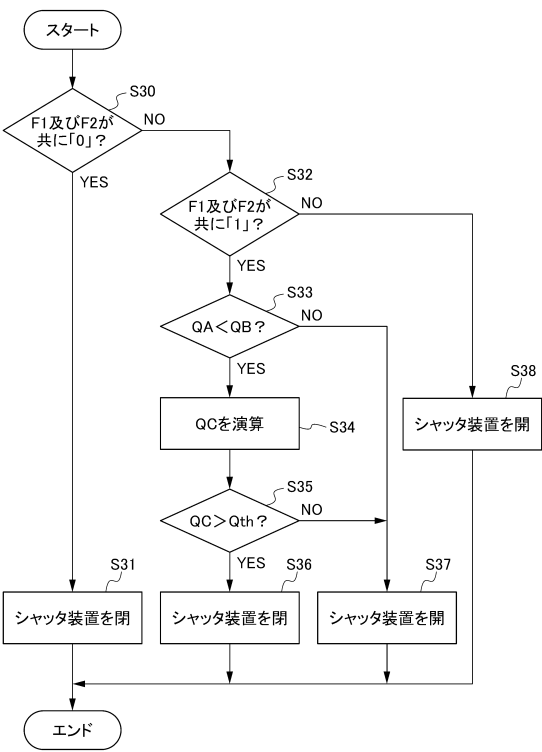 スタート
S30
F1及びF2が
共に「0」？
NO
YES
S32
F1及びF2が
共に「1」？
NO
YES
S33
QA＜QB？
NO
YES
S38
シャッタ装置を開
QCを演算
S34
S35
QC＞Qth？
NO
YES
S31
シャッタ装置を閉
S36
シャッタ装置を閉
S37
シャッタ装置を開
エンド